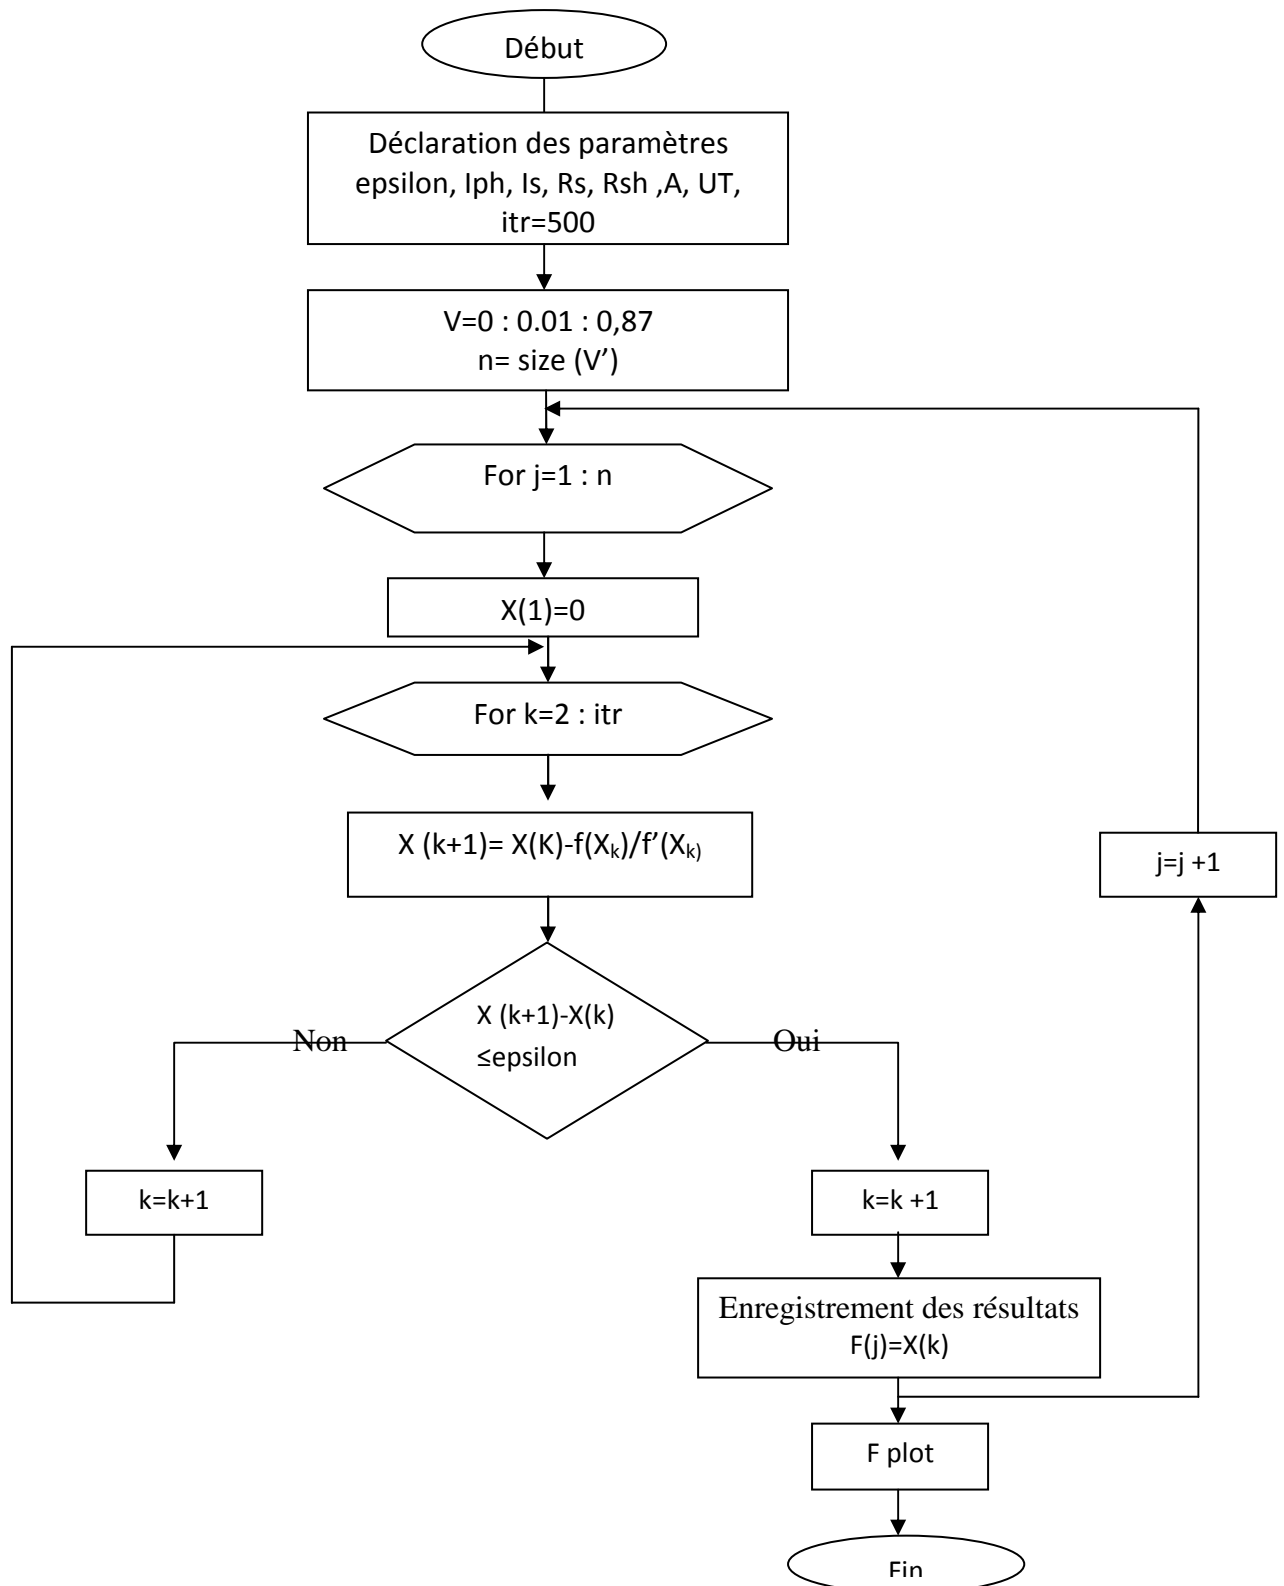 Début
Déclaration des paramètres
epsilon, Iph, Is, Rs, Rsh ,A, UT,
itr=500
V=0 : 0.01 : 0,87
n= size (V’)
For j=1 : n
X(1)=0
For k=2 : itr
X (k+1)= X(K)-f(Xk)/f’(Xk)
j=j +1
X (k+1)-X(k)
≤epsilon
Non
Oui
k=k+1
k=k +1
Enregistrement des résultats
F(j)=X(k)
F plot
Fin